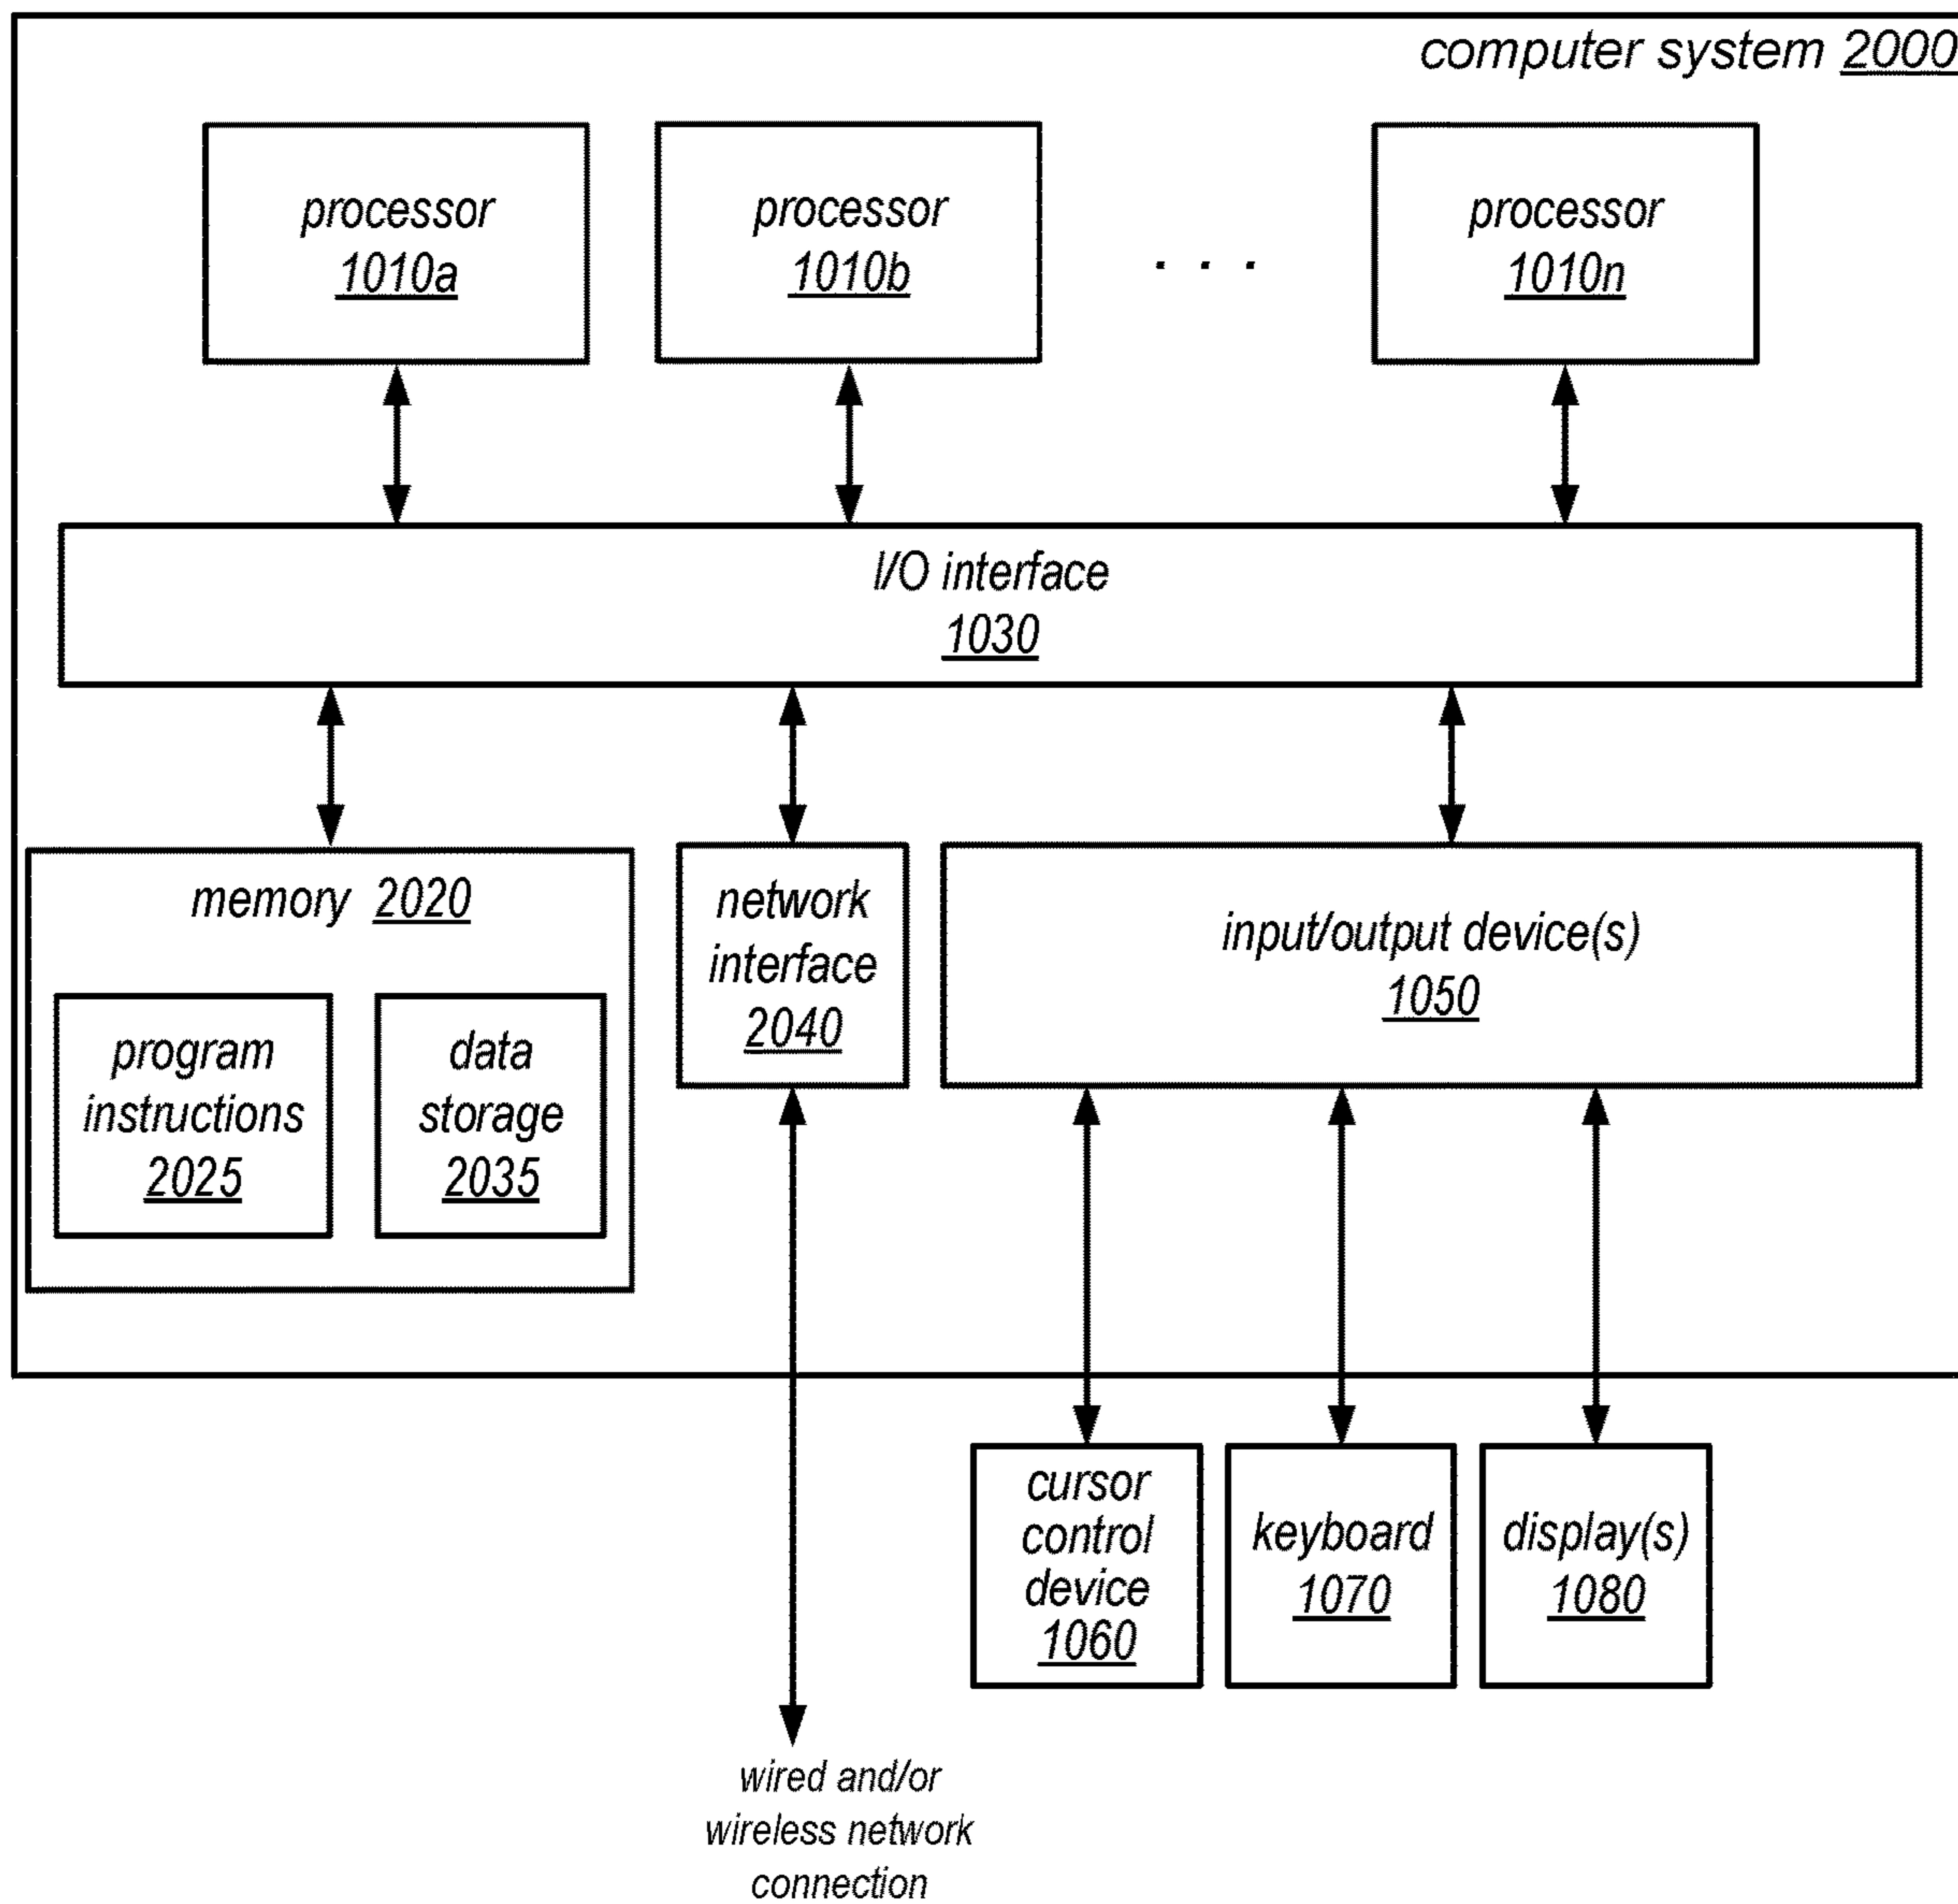 computer system 2000
processor
1010a
processor
1010b
. . .
processor
1010n
I/O interface
1030
memory 2020
program
instructions
2025
data
storage
2035
network
interface
2040
input/output device(s)
1050
cursor
control
device
1060
keyboard
1070
display(s)
1080
wired and/or
wireless network
connection